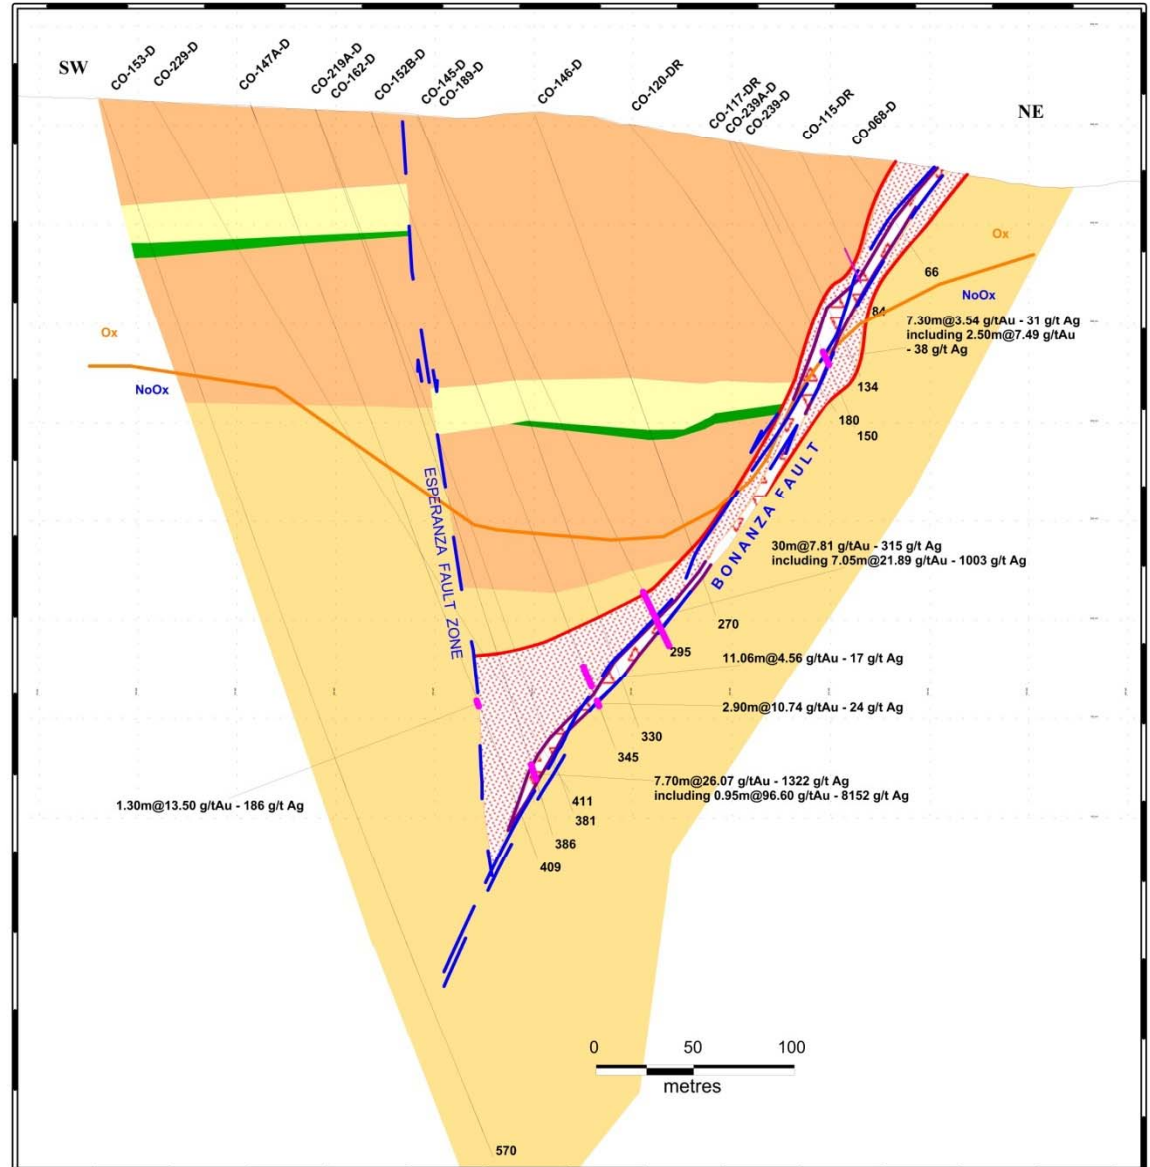 SW
NE
CO-153-D
CO-229-D
CO-147A-D
CO-219A-D
CO-162-D
CO-152B-D
CO-145-D
CO-189-D
CO-146-D
CO-120-DR
CO-117-DR
CO-239A-D
CO-239-D
CO-115-DR
CO-068-D
Ox
66
NoOx
84
7.30m@3.54 g/tAu - 31 g/t Ag
including 2.50m@7.49 g/tAu
- 38 g/t Ag
Ox
NoOx
134
180
150
ESPERANZA FAULT ZONE
BONANZA FAULT
30m@7.81 g/tAu - 315 g/t Ag
including 7.05m@21.89 g/tAu - 1003 g/t Ag
270
295
11.06m@4.56 g/tAu - 17 g/t Ag
2.90m@10.74 g/tAu - 24 g/t Ag
330
345
7.70m@26.07 g/tAu - 1322 g/t Ag
including 0.95m@96.60 g/tAu - 8152 g/t Ag
1.30m@13.50 g/tAu - 186 g/t Ag
411
381
386
409
0 50 100
metres
570